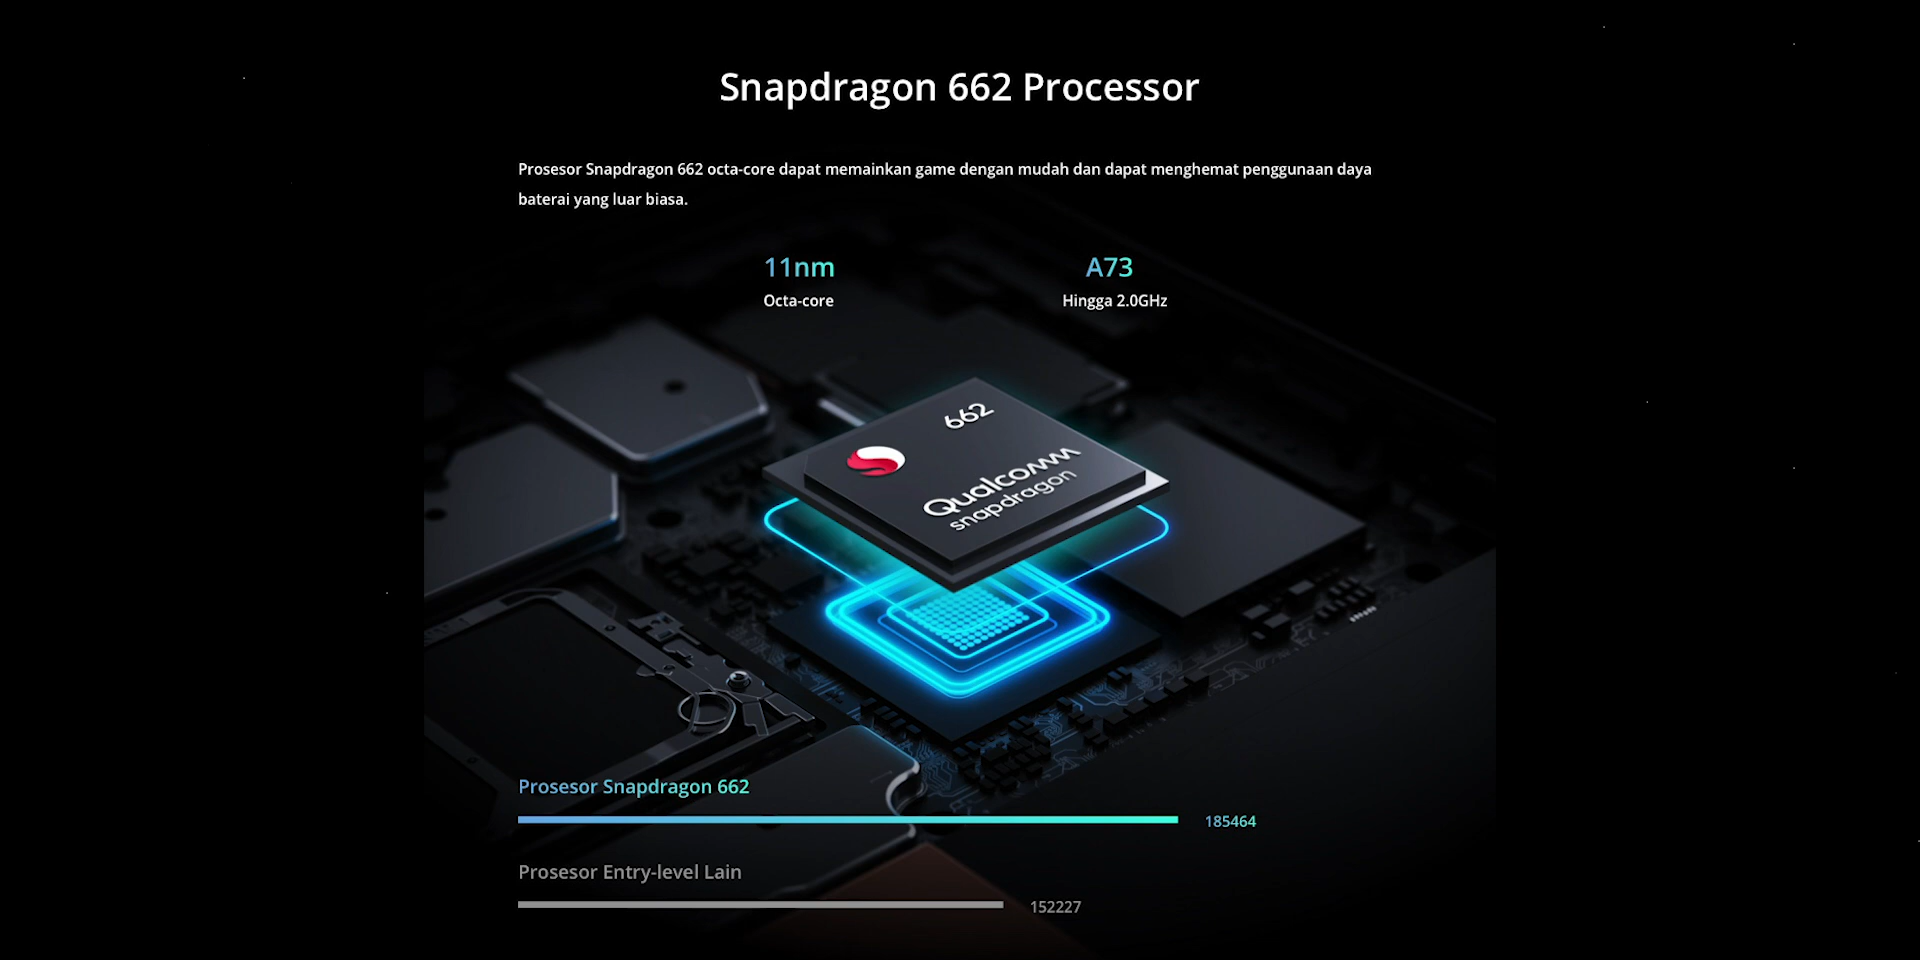 Snapdragon 662 Processor
Prosesor Snapdragon 662 octa-core dapat memainkan game dengan mudah dan dapat menghemat penggunaan daya
baterai yang luar biasa.
11nm
Octa-core
A73
Hingga 2.0GHz
662
Qualcomm
snapdragon
Prosesor Snapdragon 662
185464
Prosesor Entry-level Lain
152227